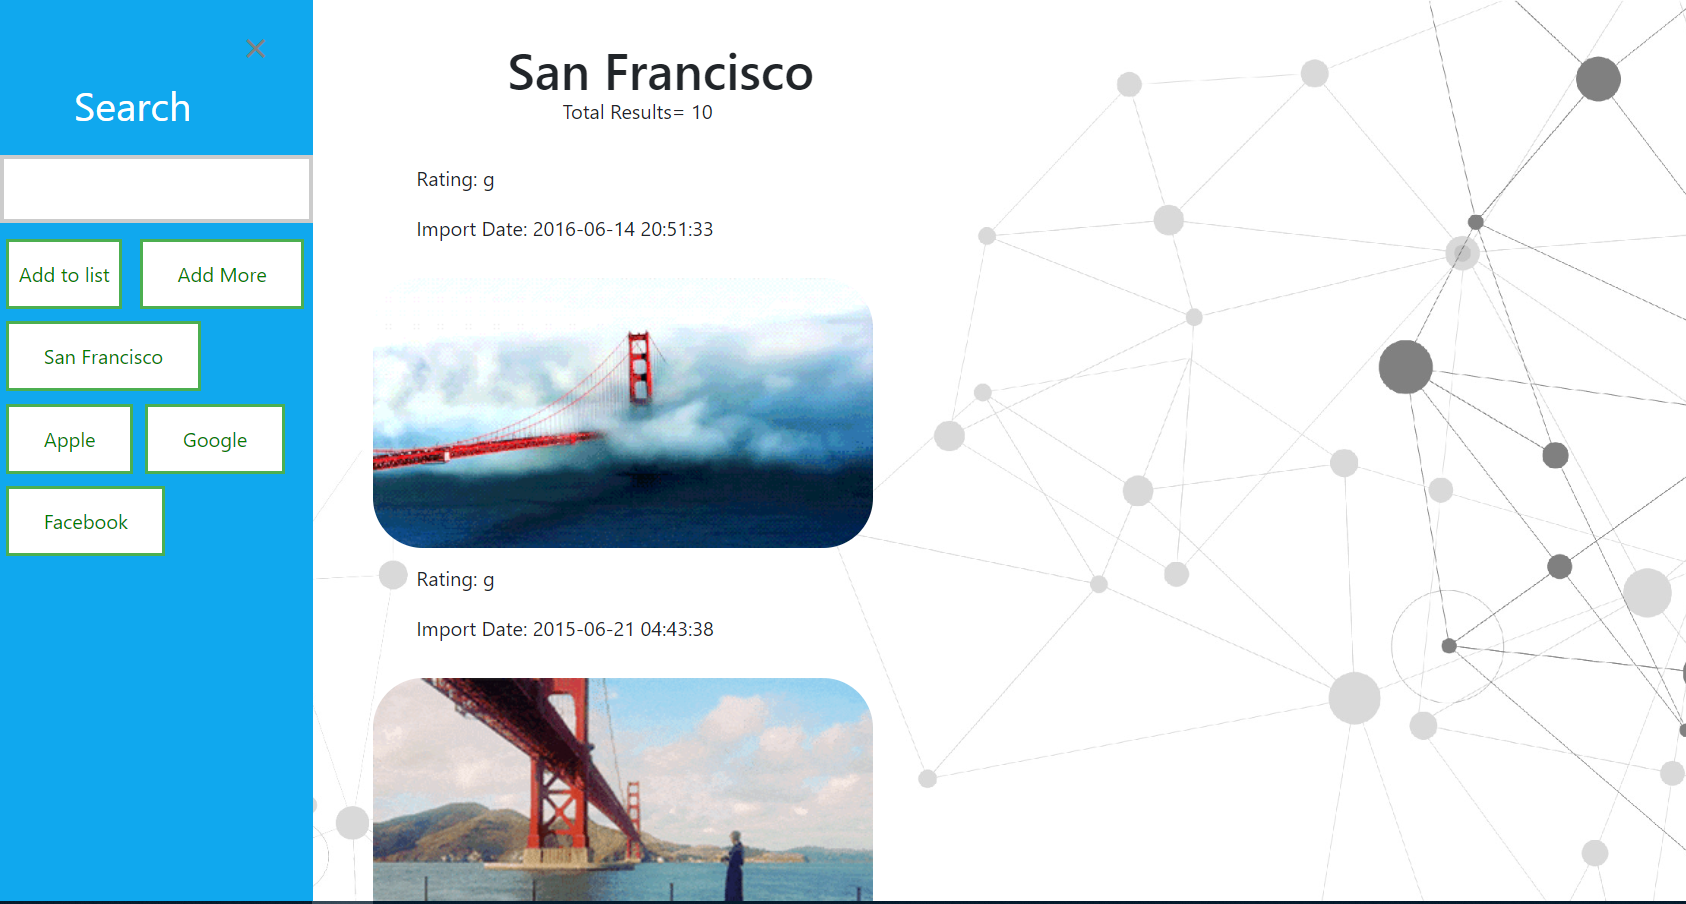 Search
Add to list
Add More
San Francisco
Apple
Google
Facebook
San Francisco
Total Results= 10
Rating: g
Import Date: 2016-06-14 20:51:33
Rating: g
Import Date: 2015-06-21 04:43:38